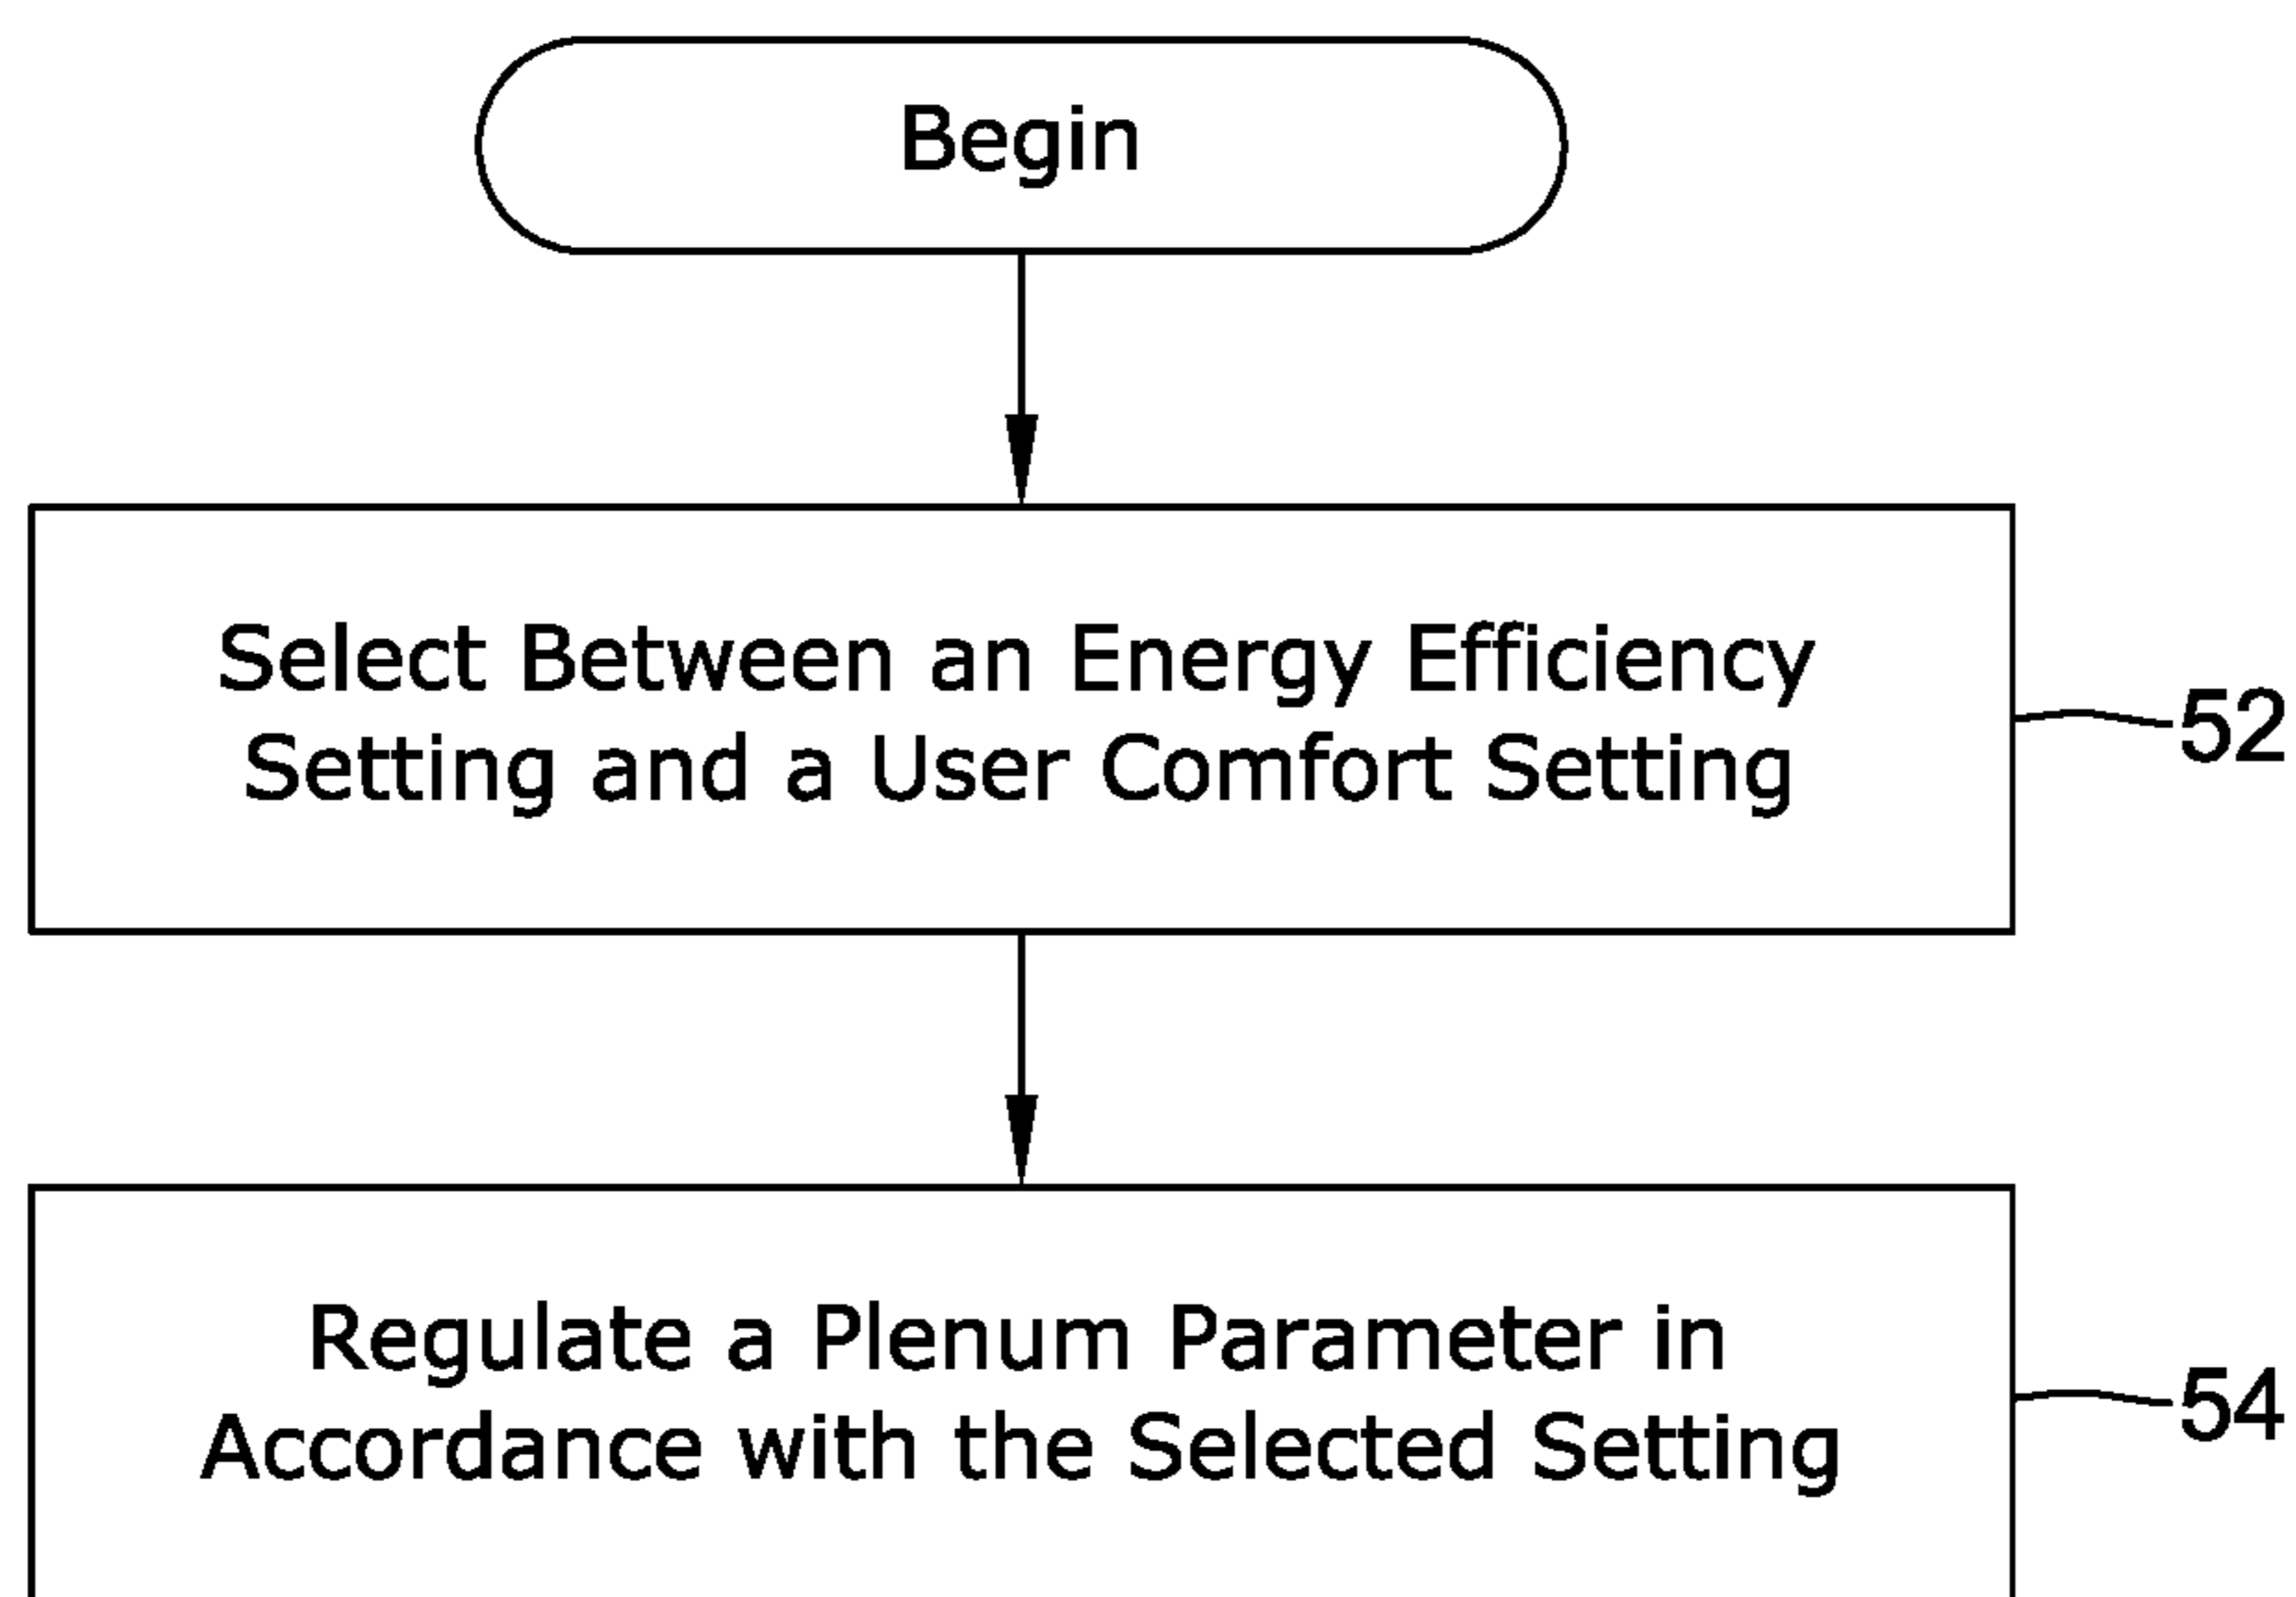 Begin
Select Between an Energy Efficiency
Setting and a User Comfort Setting
52
Regulate a Plenum Parameter in
Accordance with the Selected Setting
54